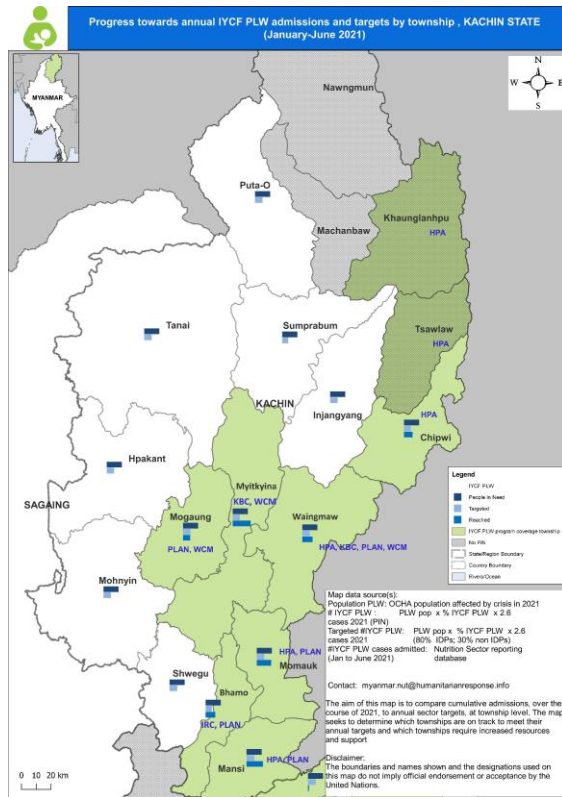 Progress towards annual IYCF PLW admissions and targets by township , KACHIN STATE
(January-June 2021)
MYANMAR
N
W E
S
Nawngmun
Puta-O
Khaunglanhpu
HPA
Machanbaw
Tanai
Sumprabum
Tsawlaw
HPA
KACHIN
Injangyang
HPA
Chipwi
Hpakant
SAGAING
Myitkyina
KBC, WCM
Mogaung
Waingmaw
PLAN, WCM
HPA, KBC, PLAN, WCM
Legend
IYCF PLW
People in Need
Targeted
Reached
IYCF PLW program coverage township
No PIN
State/Region Boundary
Country Boundary
Rivers/Ocean
Mohnyin
Map data source(s):
Population PLW: OCHA population affected by crisis in 2021
# IYCF PLW : PLW pop x % IYCF PLW x 2.6
cases 2021 (PIN)
Targeted #IYCF PLW: PLW pop x % IYCF PLW x 2.6
cases 2021 (80% IDPs; 30% non IDPs)
#IYCF PLW cases admitted: Nutrition Sector reporting
(Jan to June 2021) database
Contact: myanmar.nut@humanitarianresponse.info
The aim of this map is to compare cumulative admissions, over the
course of 2021, to annual sector targets, at township level. The map
seeks to determine which townships are on track to meet their
annual targets and which townships require increased resources
and support
Disclaimer:
The boundaries and names shown and the designations used on
this map do not imply official endorsement or acceptance by the
United Nations.
HPA, PLAN
Momauk
Shwegu
Bhamo
IRC, PLAN
HPA, PLAN
Mansi
0 10 20 km